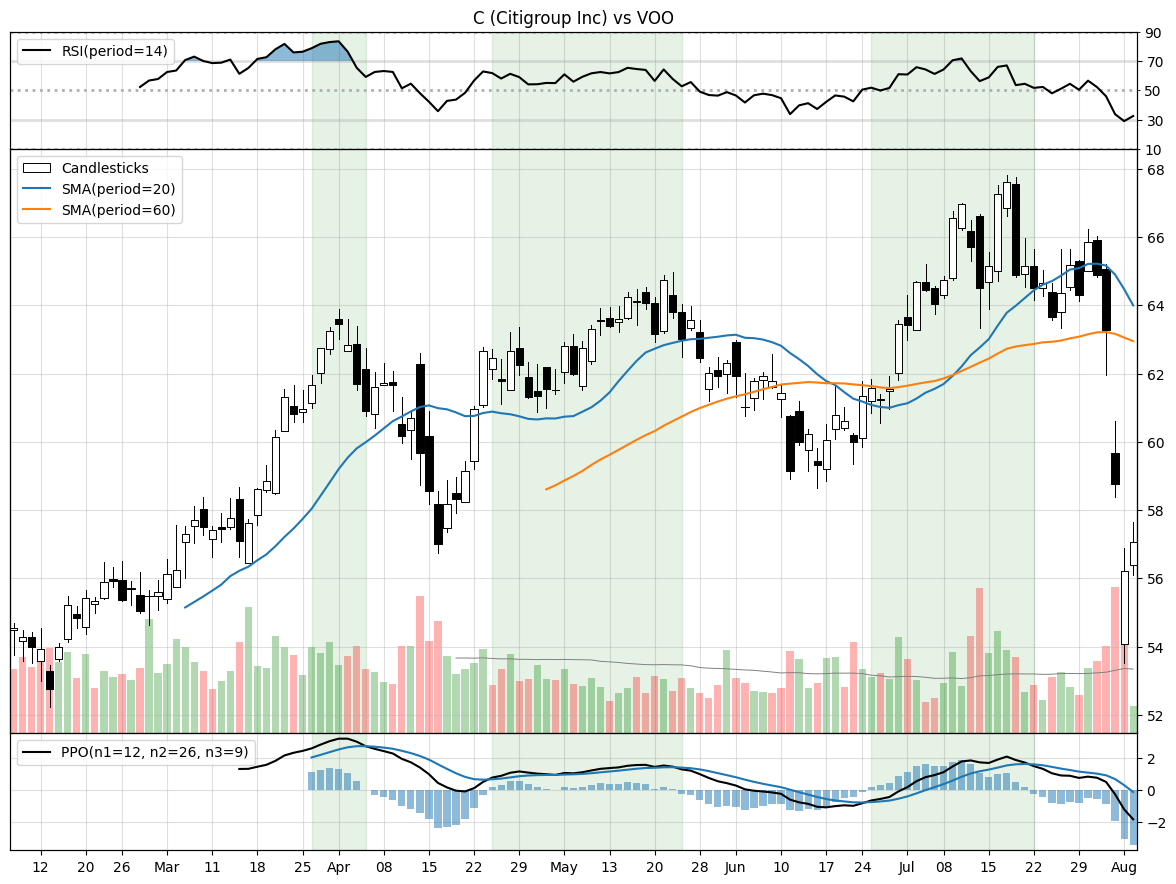 C (Citigroup Inc) vs VOO
RSI(period=14)
90
70
50
30
10
Candlesticks
SMA(period=20)
SMA(period=60)
68
66
64
62
60
58
56
54
52
PPO(n1=12, n2=26, n3=9)
2
0
−2
12 20 26 Mar 11 18 25 Apr 08 15 22 29 May 13 20 28 Jun 10 17 24 Jul 08 15 22 29 Aug